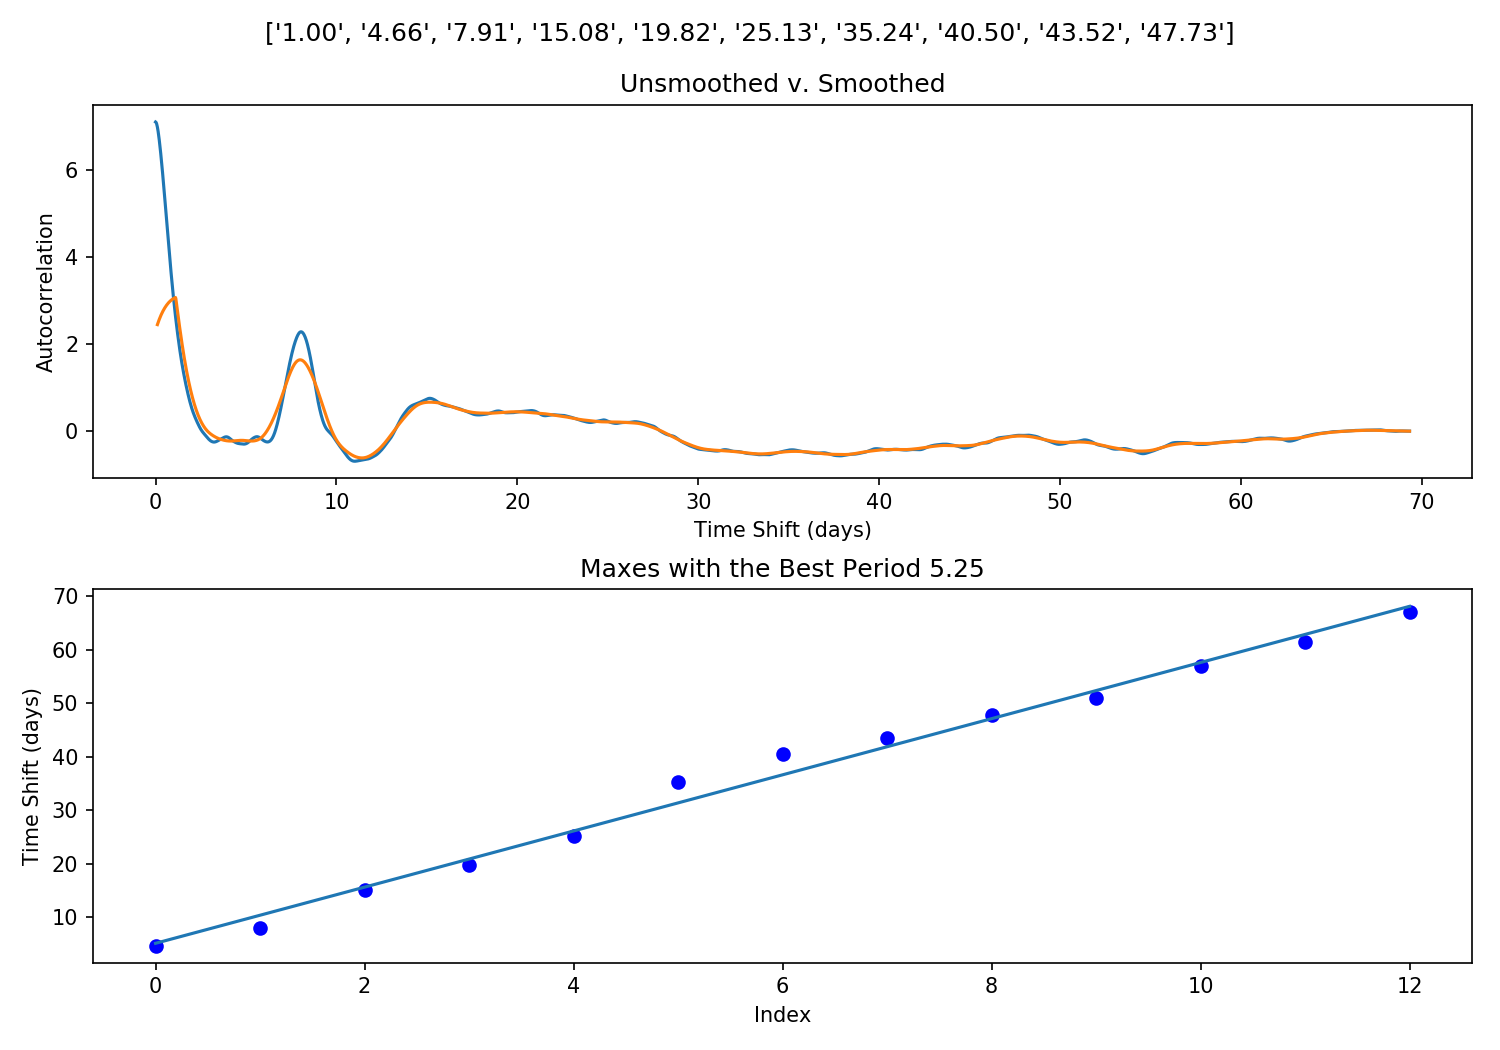 ['1.00', '4.66', '7.91', '15.08', '19.82', '25.13', '35.24', '40.50', '43.52', '47.73']
Unsmoothed v. Smoothed
Autocorrelation
6
4
2
0
0 10 20 30 40 50 60 70
Time Shift (days)
Maxes with the Best Period 5.25
Time Shift (days)
70
60
50
40
30
20
10
0 2 4 6 8 10 12
Index